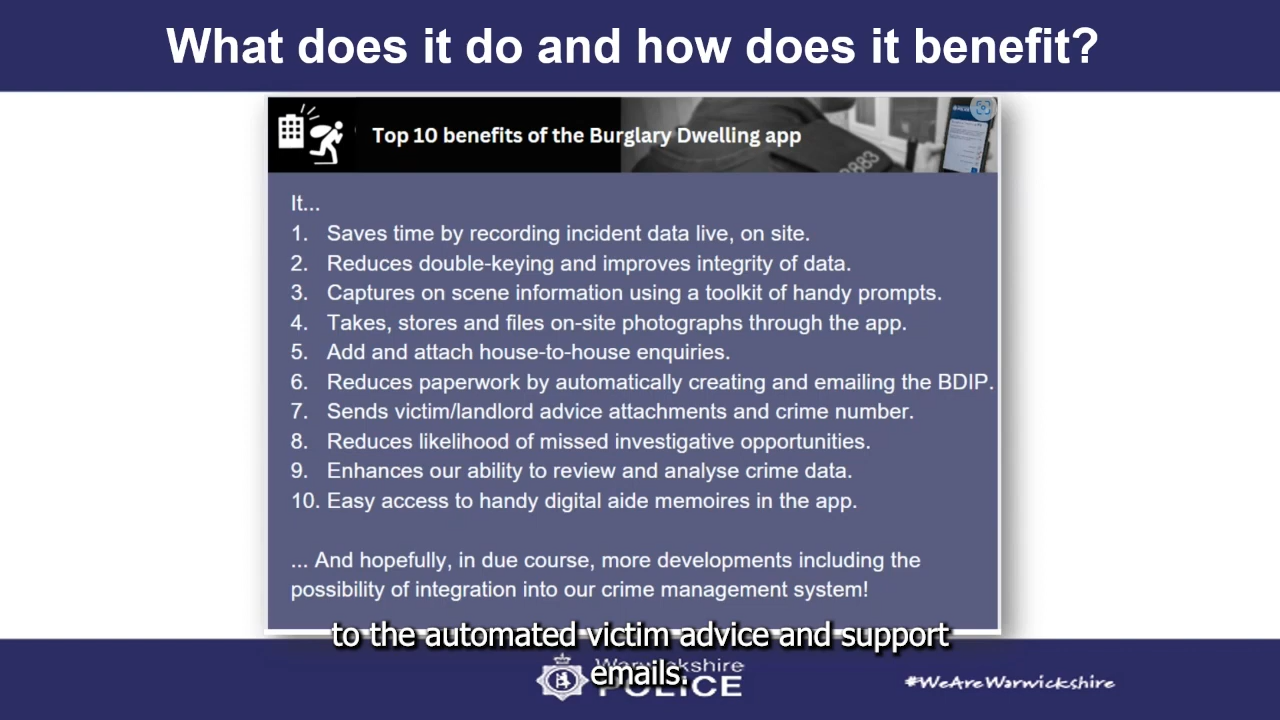 What does it do and how does it benefit?
Top 10 benefits of the Burglary Dwelling app
0883
It...
1. Saves time by recording incident data live, on site.
2. Reduces double-keying and improves integrity of data.
3. Captures on scene information using a toolkit of handy prompts.
4. Takes, stores and files on-site photographs through the app.
5. Add and attach house-to-house enquiries.
6. Reduces paperwork by automatically creating and emailing the BDIP.
7. Sends victim/landlord advice attachments and crime number.
8. Reduces likelihood of missed investigative opportunities.
9. Enhances our ability to review and analyse crime data.
10. Easy access to handy digital aide memoires in the app.
... And hopefully, in due course, more developments including the
possibility of integration into our crime management system!
to the automated victim advice and support
emails.
Warwickshire
POLICE
#WeAreWarwickshire